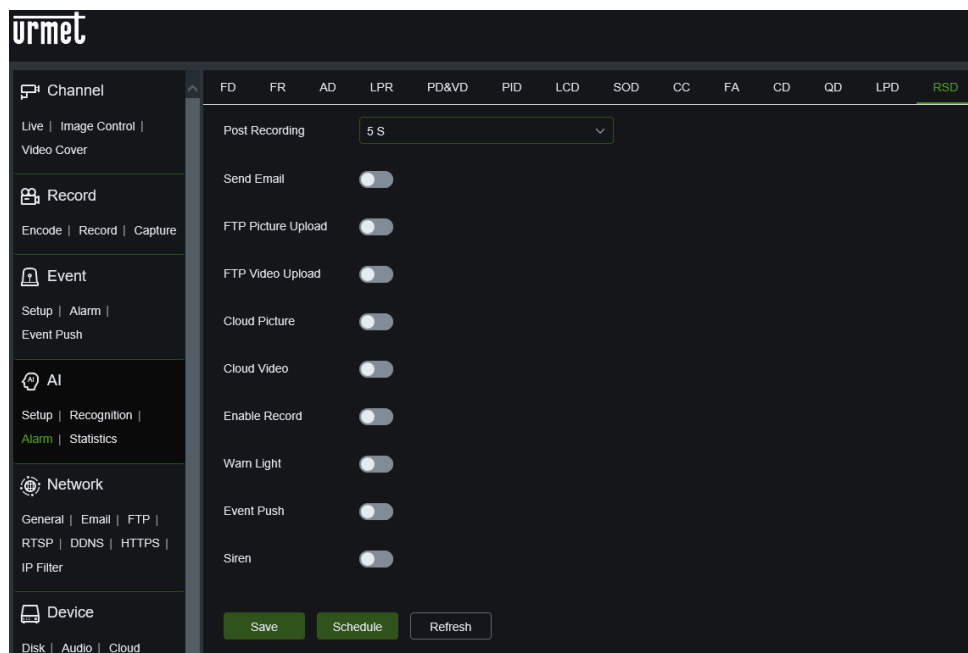 urmet
Channel
Live | Image Control |
Video Cover
Record
Encode | Record | Capture
Event
Setup | Alarm |
Event Push
AI
Setup | Recognition |
Alarm | Statistics
Network
General | Email | FTP |
RTSP | DDNS | HTTPS |
IP Filter
Device
Disk | Audio | Cloud
FD FR AD LPR PD&VD PID LCD SOD CC FA CD QD LPD RSD
Post Recording 5 S
Send Email
FTP Picture Upload
FTP Video Upload
Cloud Picture
Cloud Video
Enable Record
Warn Light
Event Push
Siren
Save Schedule Refresh